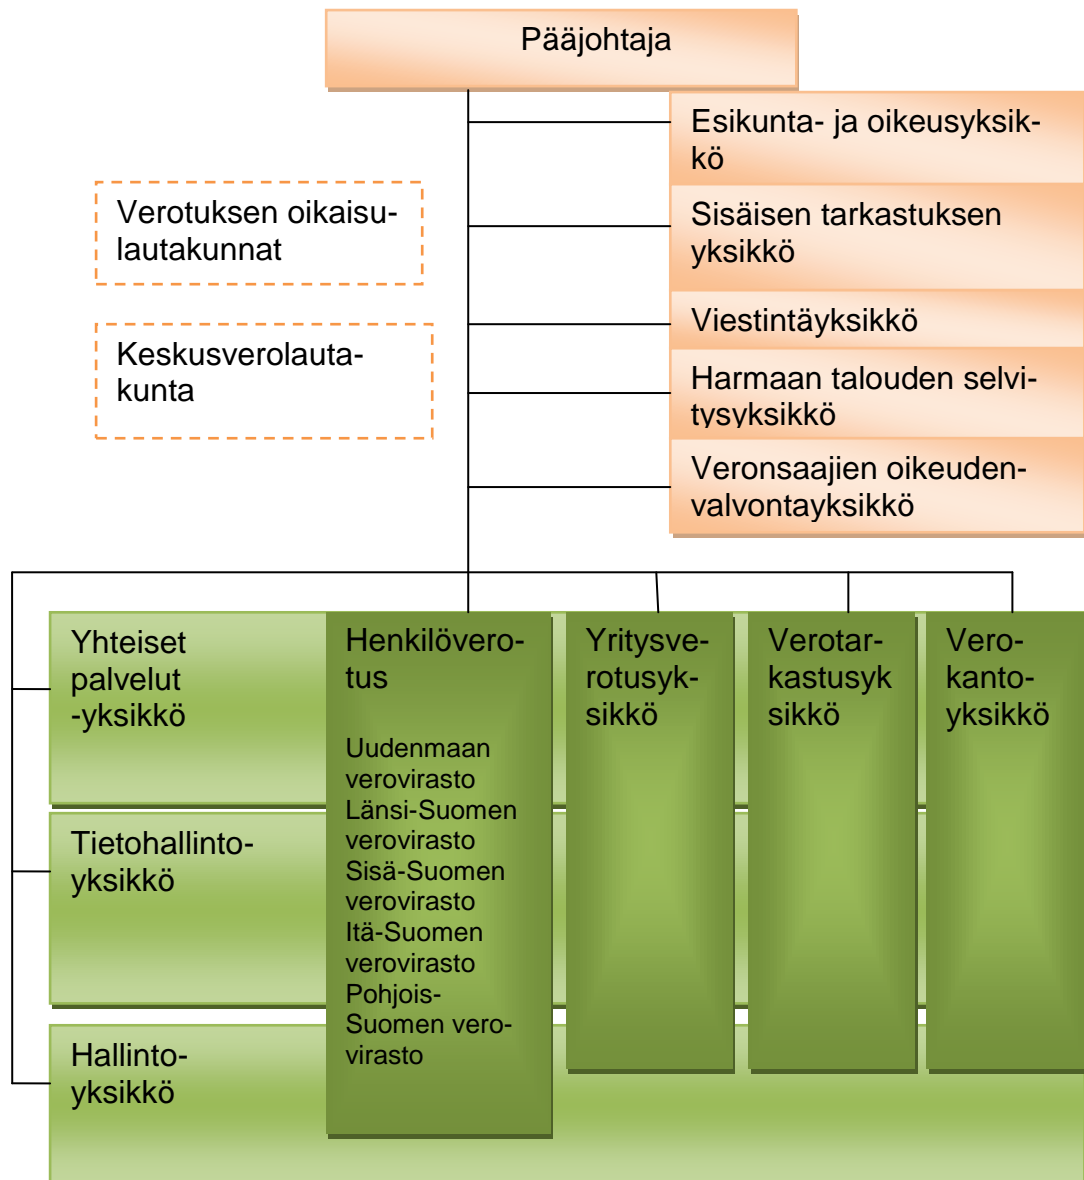 Pääjohtaja
Esikunta- ja oikeusyksik-
kö
Sisäisen tarkastuksen
yksikkö
Viestintäyksikkö
Harmaan talouden selvi-
tysyksikkö
Veronsaajien oikeuden-
valvontayksikkö
Verotuksen oikaisu-
lautakunnat
Keskusverolauta-
kunta
Yhteiset
palvelut
-yksikkö
Henkilövero-
tus
Uudenmaan
verovirasto
Länsi-Suomen
verovirasto
Sisä-Suomen
verovirasto
Itä-Suomen
verovirasto
Pohjois-
Suomen vero-
virasto
Yritysve-
rotusyk-
sikkö
Verotar-
kastusyk
sikkö
Vero-
kanto-
yksikkö
Tietohallinto-
yksikkö
Hallinto-
yksikkö